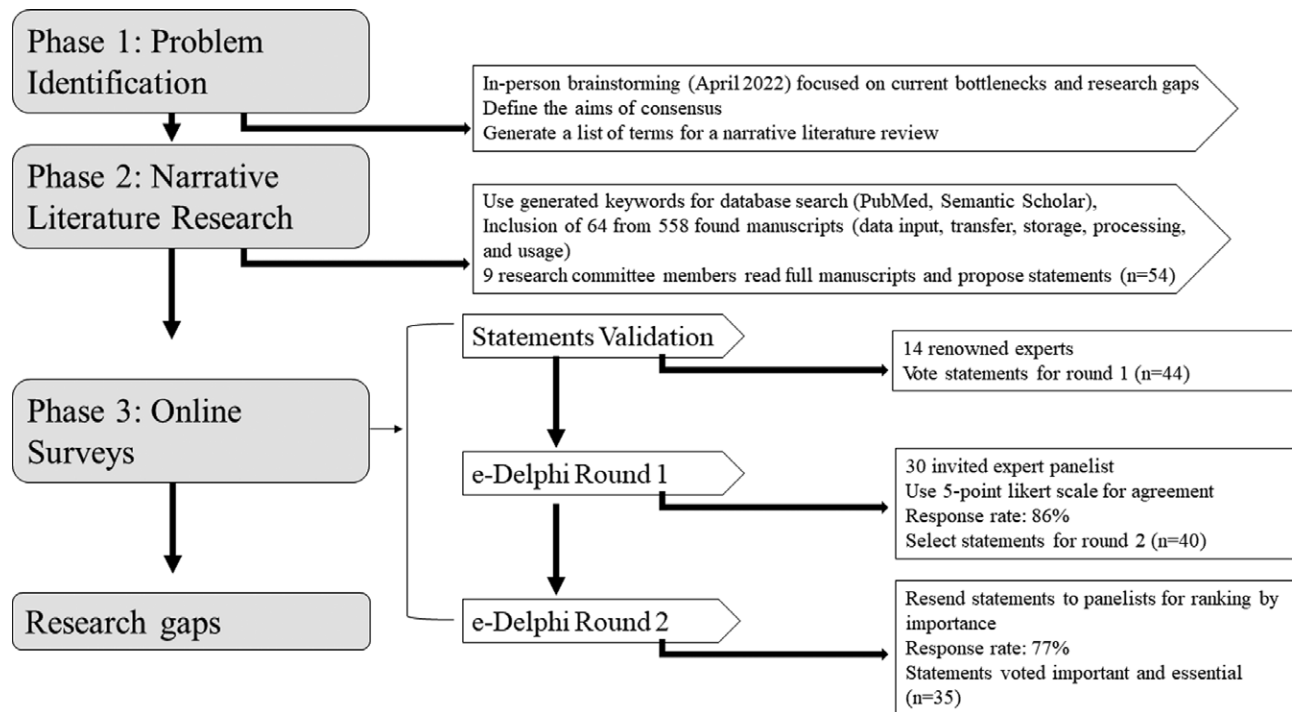 Phase 1: Problem
Identification
In-person brainstorming (April 2022) focused on current bottlenecks and research gaps
Define the aims of consensus
Generate a list of terms for a narrative literature review
Phase 2: Narrative
Literature Research
Use generated keywords for database search (PubMed, Semantic Scholar),
Inclusion of 64 from 558 found manuscripts (data input, transfer, storage, processing,
and usage)
9 research committee members read full manuscripts and propose statements (n=54)
Phase 3: Online
Surveys
Statements Validation
14 renowned experts
Vote statements for round 1 (n=44)
e-Delphi Round 1
30 invited expert panelist
Use 5-point likert scale for agreement
Response rate: 86%
Select statements for round 2 (n=40)
e-Delphi Round 2
Resend statements to panelists for ranking by
importance
Response rate: 77%
Statements voted important and essential
(n=35)
Research gaps